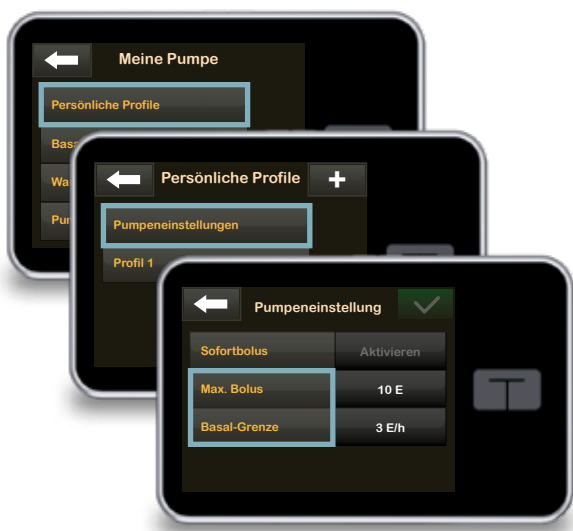 Meine Pumpe
Persönliche Profile
Persönliche Profile
Pumpeneinstellungen
Profil 1
Pumpeneinstellung
Sofortbolus Aktivieren
Max. Bolus 10 E
Basal-Grenze 3 E/h